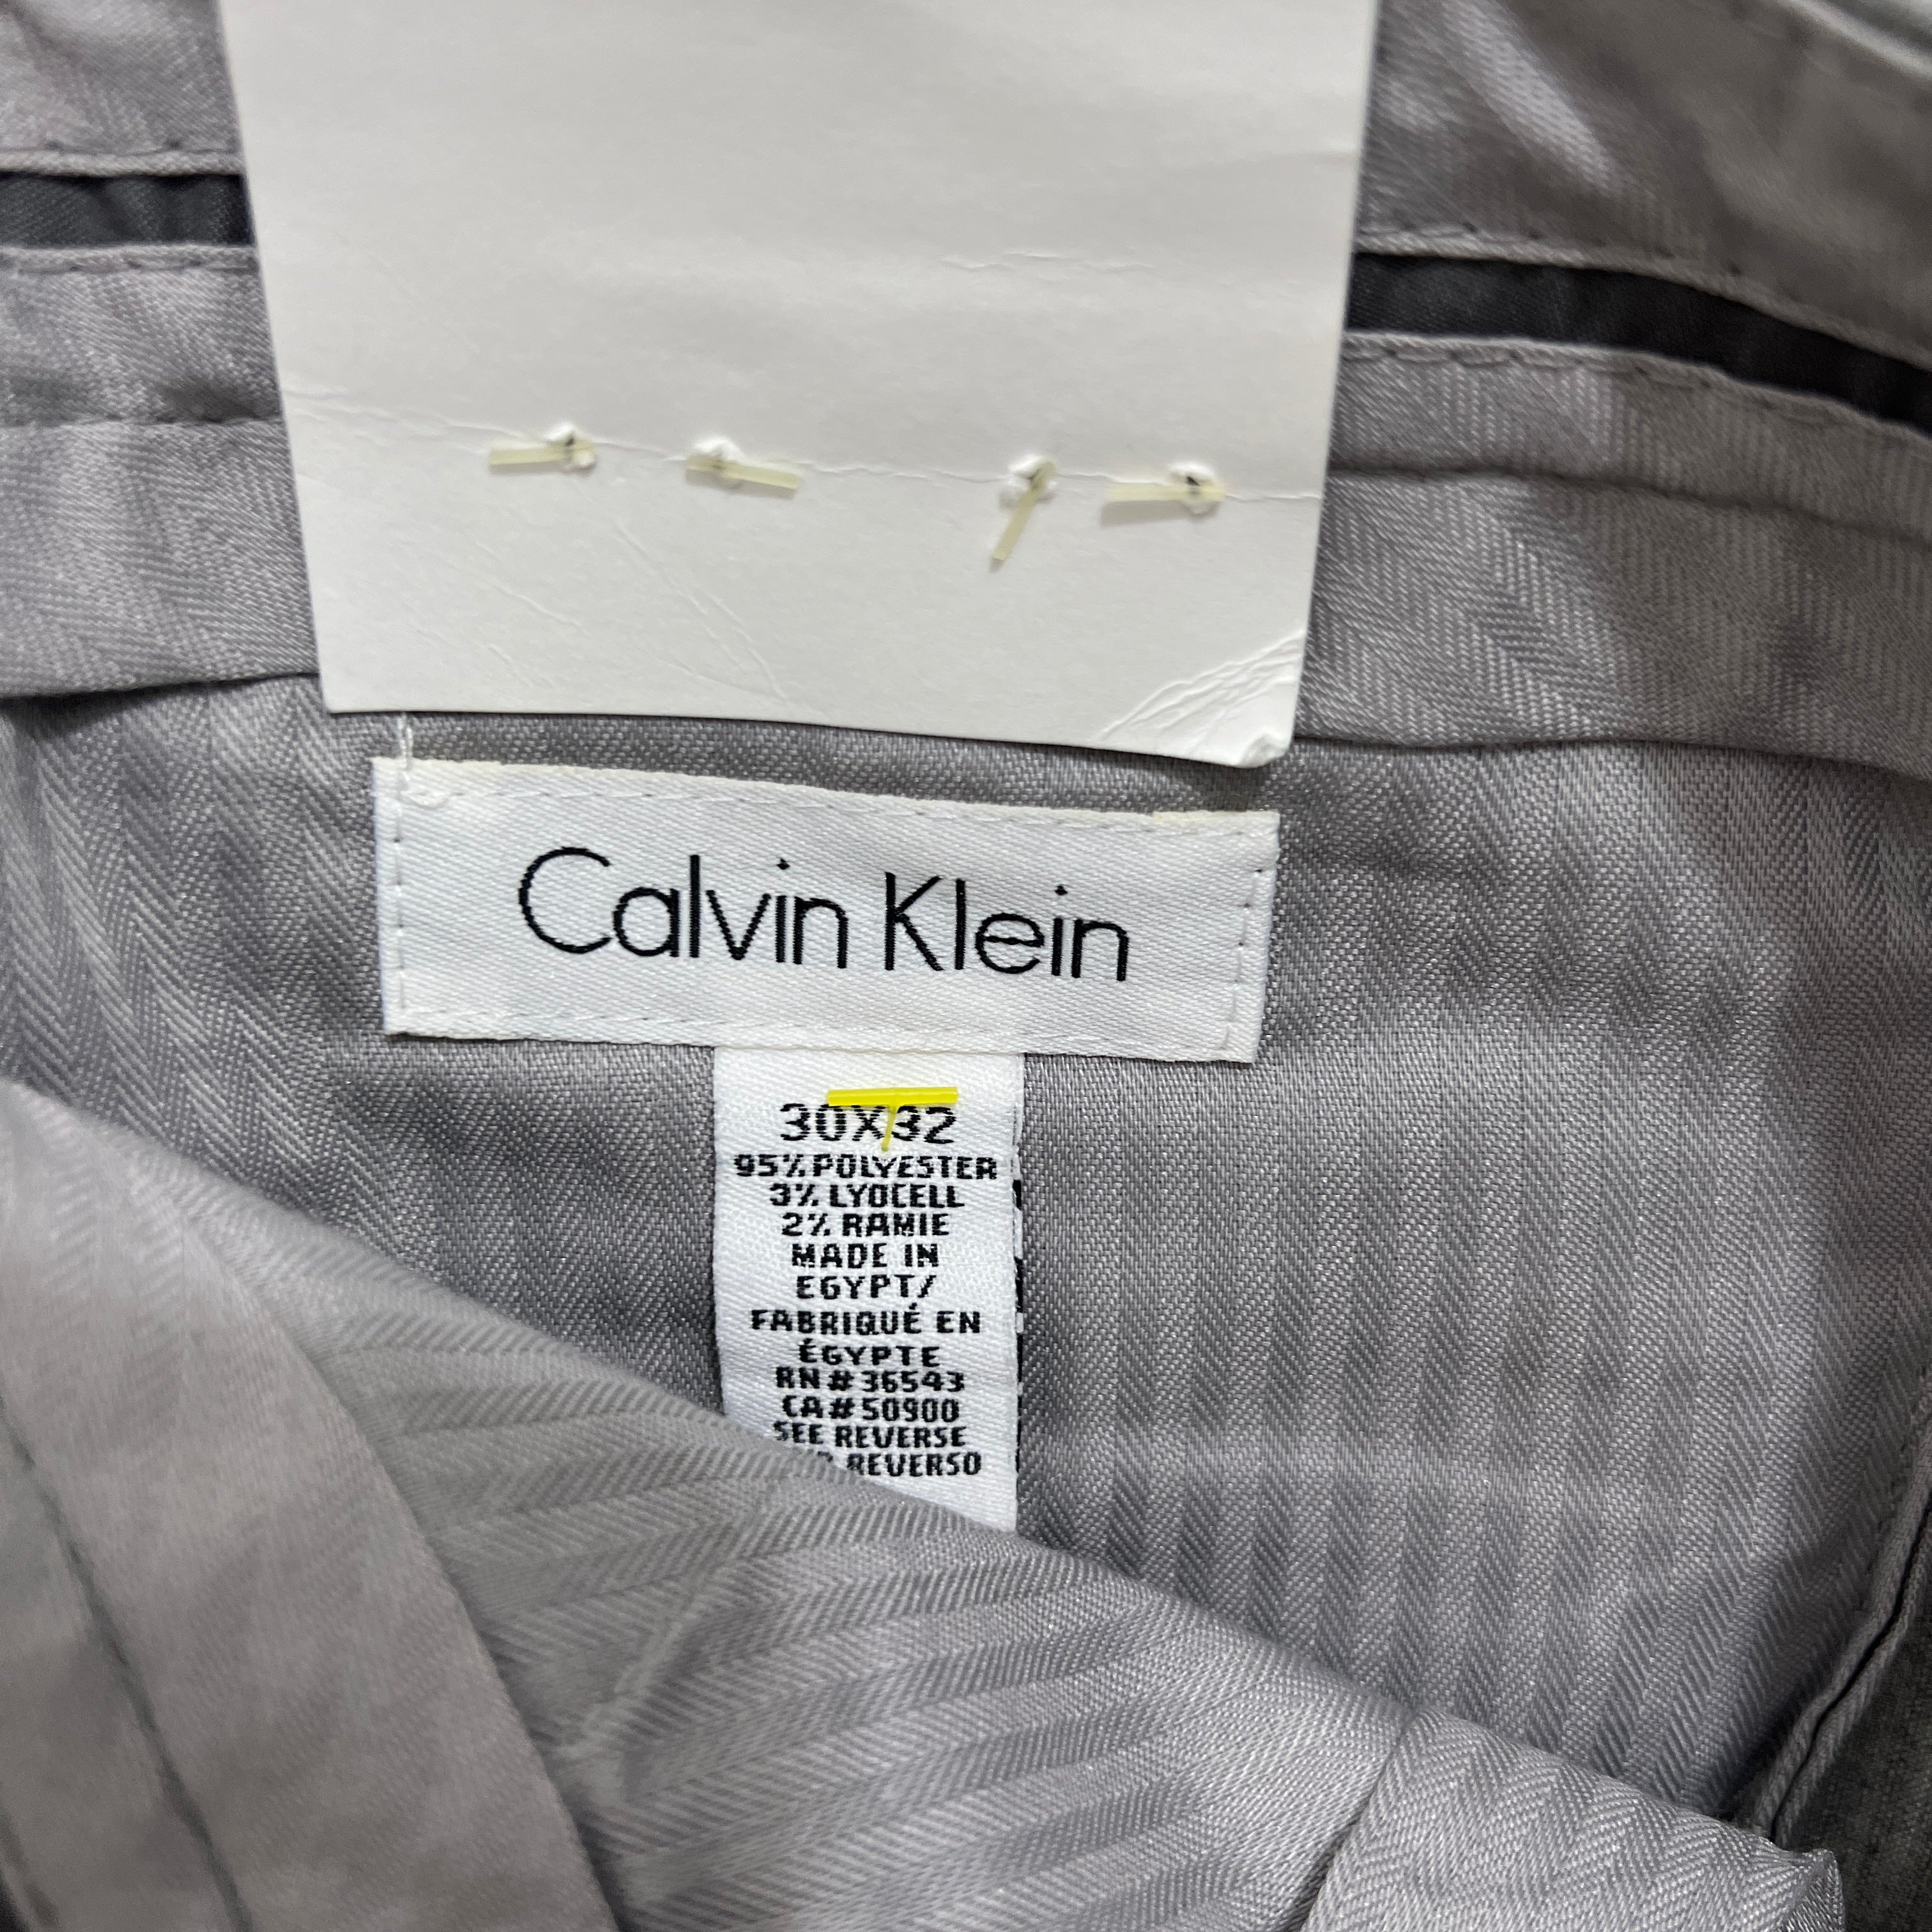 Calvin Klein
30X32
95% POLYESTER
3% LYOCELL
2% RAMIE
MADE IN
EGYPT/
FABRIQUÉ EN
ÉGYPTE
RN#36543
CA#50900
SEE REVERSE
REVERSO